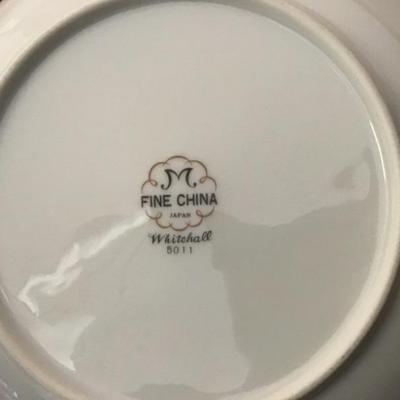 M
FINE CHINA
JAPAN
Whitehall
5011